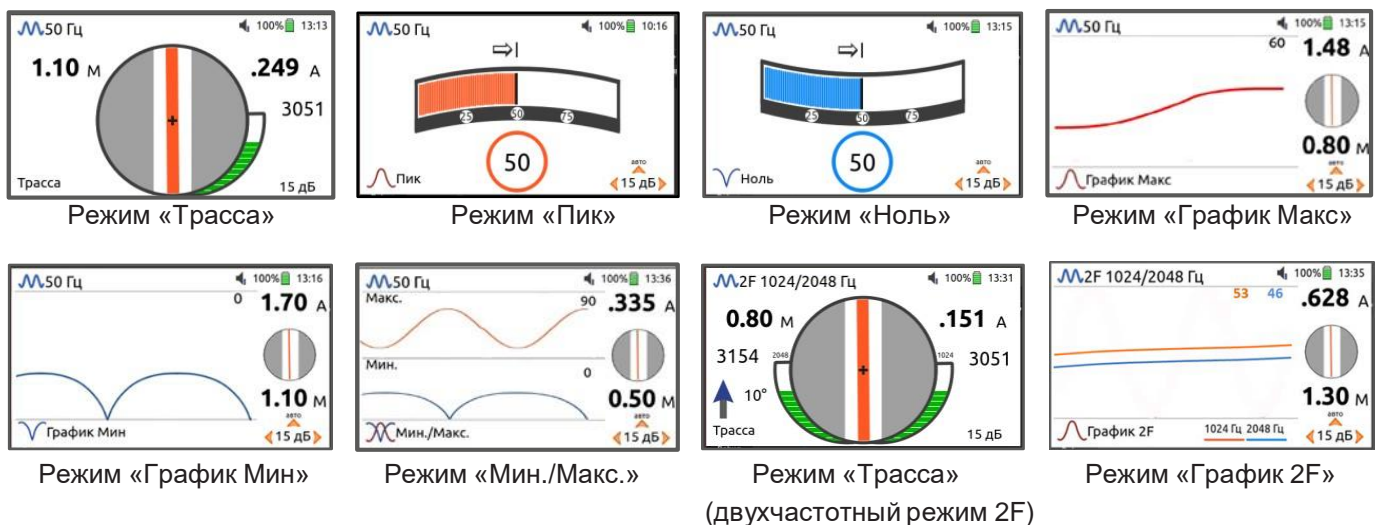 50 Гц 100% 13:13
1.10 м .249 А
3051
Трасса 15 дБ
Режим «Трасса»
50 Гц 100% 10:16
25 50 75
50
авто
Пик 15 дБ
Режим «Пик»
50 Гц 100% 13:15
25 50 75
50
авто
Ноль 15 дБ
Режим «Ноль»
50 Гц 100% 13:15
60 1.48 А
0.80 м
авто
График Макс 15 дБ
Режим «График Макс»
50 Гц 100% 13:16
0 1.70 А
1.10 м
авто
График Мин 15 дБ
Режим «График Мин»
50 Гц 100% 13:36
Макс. 90 .335 А
Мин. 0
0.50 м
авто
Мин./Макс. 15 дБ
Режим «Мин./Макс.»
2F 1024/2048 Гц 100% 13:31
0.80 м .151 А
3154 2048 1024 3051
10°
Трасса 15 дБ
Режим «Трасса»
(двухчастотный режим 2F)
2F 1024/2048 Гц 100% 13:35
53 46 .628 А
1.30 м
авто
График 2F 1024 Гц 2048 Гц 15 дБ
Режим «График 2F»